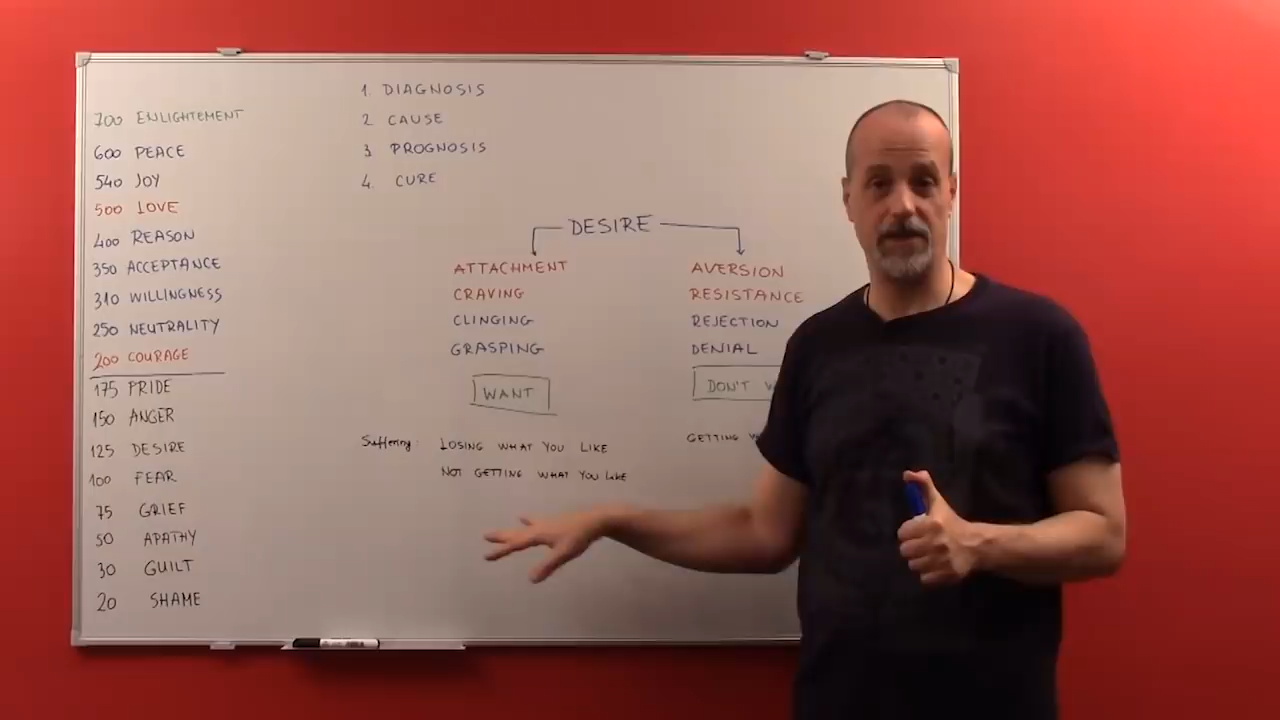 700 ENLIGHTEMENT
600 PEACE
540 JOY
500 LOVE
400 REASON
350 ACCEPTANCE
310 WILLINGNESS
250 NEUTRALITY
200 COURAGE
175 PRIDE
150 ANGER
125 DESIRE
100 FEAR
75 GRIEF
50 APATHY
30 GUILT
20 SHAME
1. DIAGNOSIS
2 CAUSE
3 PROGNOSIS
4. CURE
DESIRE
ATTACHMENT
CRAVING
CLINGING
GRASPING
WANT
AVERSION
RESISTANCE
REJECTION
DENIAL
DON'T
Suffering: LOSING WHAT YOU LIKE
NOT GETTING WHAT YOU LIKE
GETTING